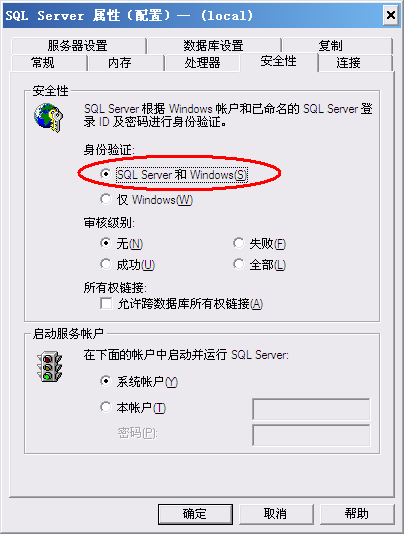 SQL Server 属性（配置）— (local)
服务器设置 数据库设置 复制
常规 内存 处理器 安全性 连接
安全性
SQL Server 根据 Windows 帐户和已命名的 SQL Server 登
录 ID 及密码进行身份验证。
身份验证:
SQL Server 和 Windows(S)
仅 Windows(W)
审核级别:
无(N) 失败(F)
成功(U) 全部(L)
所有权链接:
允许跨数据库所有权链接(A)
启动服务帐户
在下面的帐户中启动并运行 SQL Server:
系统帐户(Y)
本帐户(T)
密码(P):
确定 取消 帮助